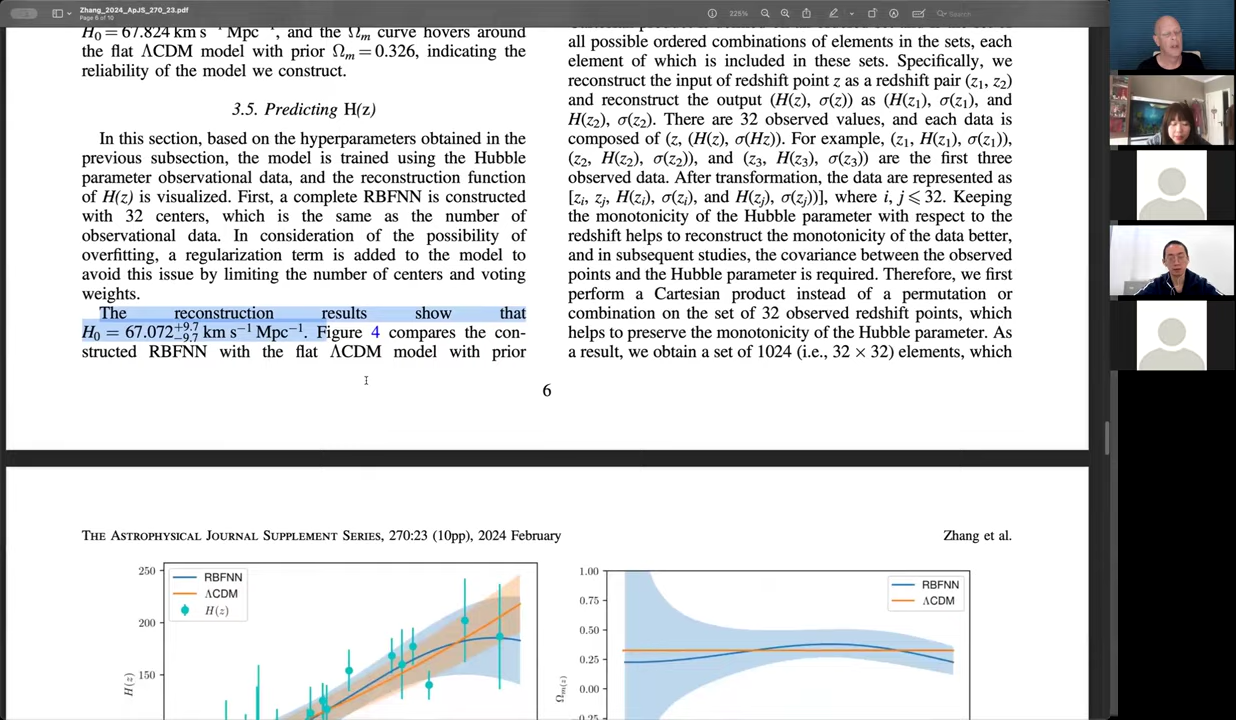 Zhang_2024_ApJS_270_23.pdf
Page 6 of 10
225%
Search
H₀ = 67.824 km s⁻¹ Mpc⁻¹, and the Ωm curve hovers around
the flat ΛCDM model with prior Ωm = 0.326, indicating the
reliability of the model we construct.
3.5. Predicting H(z)
In this section, based on the hyperparameters obtained in the
previous subsection, the model is trained using the Hubble
parameter observational data, and the reconstruction function
of H(z) is visualized. First, a complete RBFNN is constructed
with 32 centers, which is the same as the number of
observational data. In consideration of the possibility of
overfitting, a regularization term is added to the model to
avoid this issue by limiting the number of centers and voting
weights.
The reconstruction results show that
H₀ = 67.072+9.7−9.7 km s⁻¹ Mpc⁻¹. Figure 4 compares the con-
structed RBFNN with the flat ΛCDM model with prior
all possible ordered combinations of elements in the sets, each
element of which is included in these sets. Specifically, we
reconstruct the input of redshift point z as a redshift pair (z₁, z₂)
and reconstruct the output (H(z), σ(z)) as (H(z₁), σ(z₁), and
H(z₂), σ(z₂). There are 32 observed values, and each data is
composed of (z, (H(z), σ(Hz)). For example, (z₁, H(z₁), σ(z₁)),
(z₂, H(z₂), σ(z₂)), and (z₃, H(z₃), σ(z₃)) are the first three
observed data. After transformation, the data are represented as
[zᵢ, zⱼ, H(zᵢ), σ(zᵢ), and H(zⱼ), σ(zⱼ))], where i, j ⩽ 32. Keeping
the monotonicity of the Hubble parameter with respect to the
redshift helps to reconstruct the monotonicity of the data better,
and in subsequent studies, the covariance between the observed
points and the Hubble parameter is required. Therefore, we first
perform a Cartesian product instead of a permutation or
combination on the set of 32 observed redshift points, which
helps to preserve the monotonicity of the Hubble parameter. As
a result, we obtain a set of 1024 (i.e., 32 × 32) elements, which
6
THE ASTROPHYSICAL JOURNAL SUPPLEMENT SERIES, 270:23 (10pp), 2024 February
Zhang et al.
250
200
150
H(z)
RBFNN
ΛCDM
H(z)
1.00
0.75
0.50
0.25
0.00
Ωm(z)
RBFNN
ΛCDM